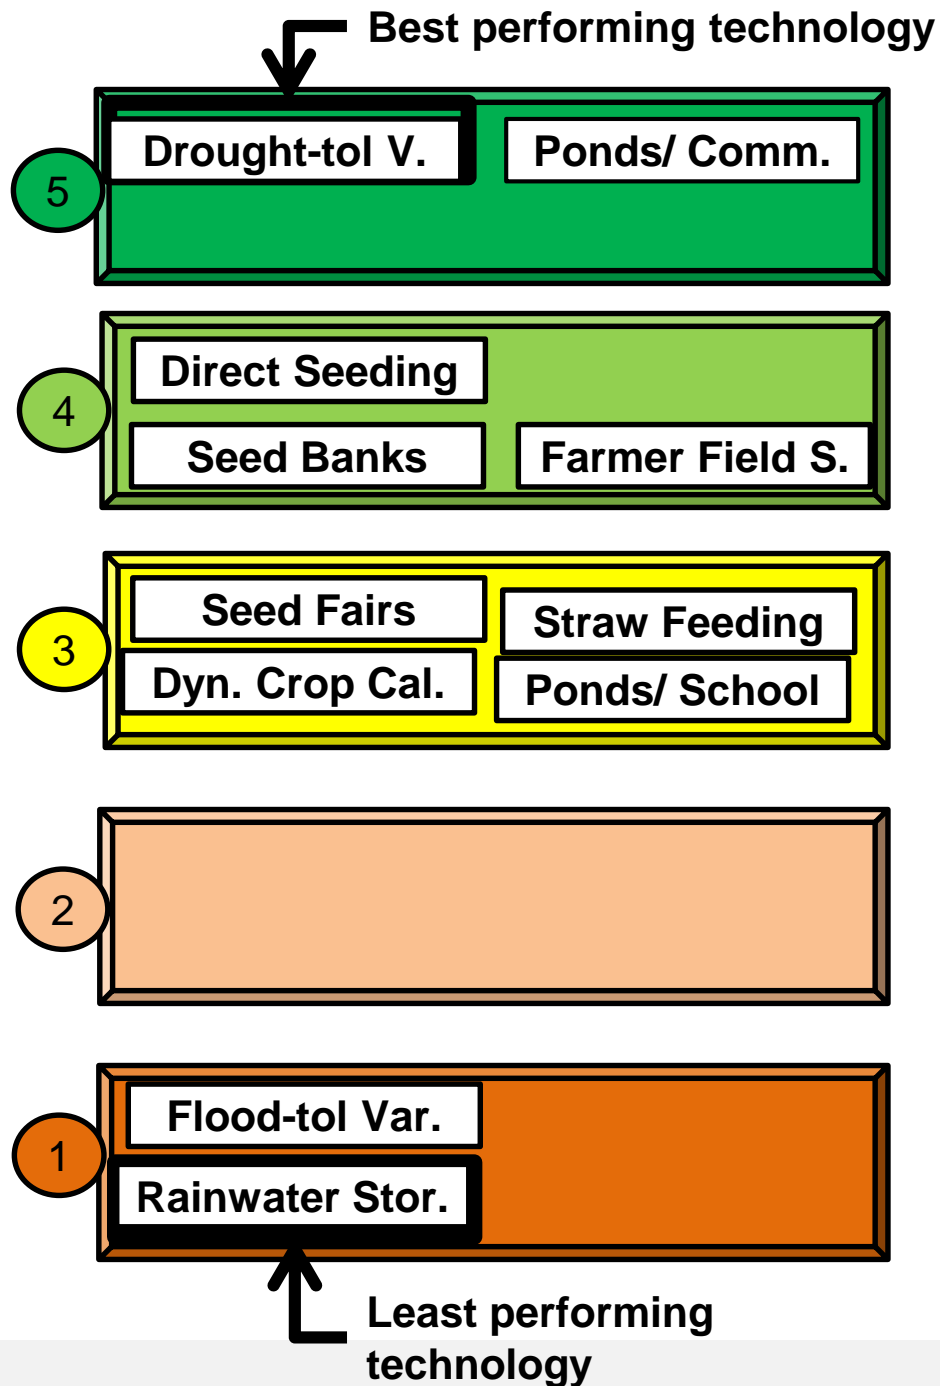 Best performing technology
5
Drought-tol V.
Ponds/ Comm.
4
Direct Seeding
Seed Banks
Farmer Field S.
3
Seed Fairs
Straw Feeding
Dyn. Crop Cal.
Ponds/ School
2
1
Flood-tol Var.
Rainwater Stor.
Least performing
technology